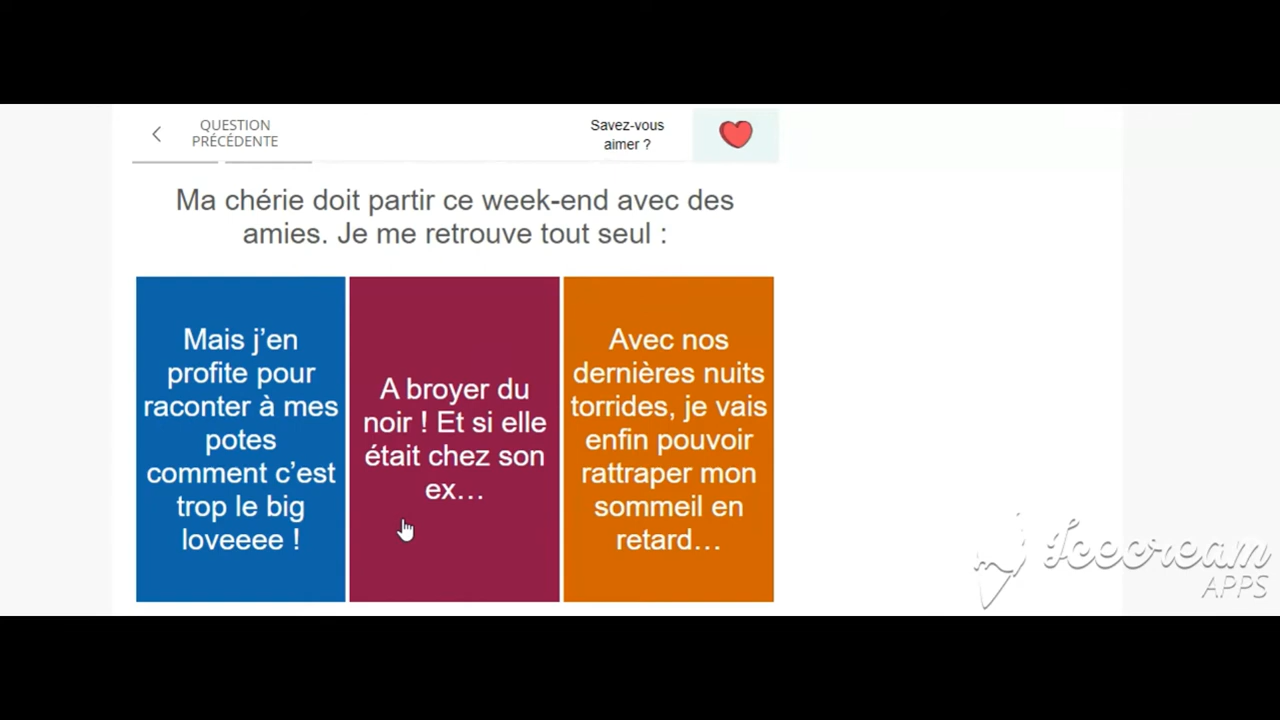 QUESTION
PRÉCÉDENTE
Savez-vous
aimer ?
Ma chérie doit partir ce week-end avec des
amies. Je me retrouve tout seul :
Mais j’en
profite pour
raconter à mes
potes
comment c’est
trop le big
loveeee !
A broyer du
noir ! Et si elle
était chez son
ex…
Avec nos
dernières nuits
torrides, je vais
enfin pouvoir
rattraper mon
sommeil en
retard…
Icecream
APPS